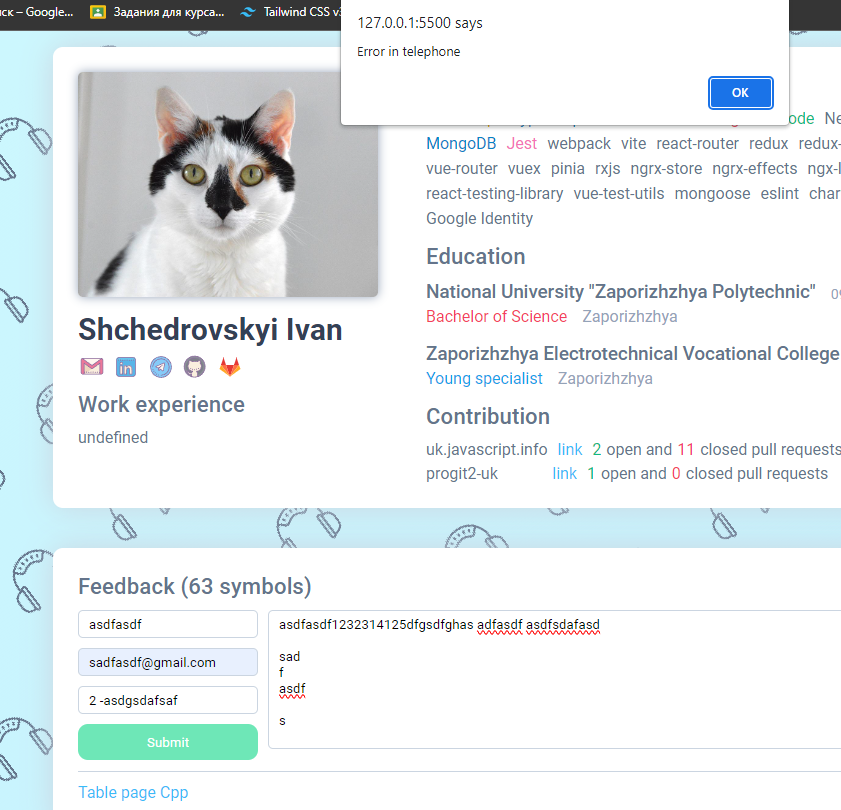 ск – Google...
Задания для курса...
Tailwind CSS v3
127.0.0.1:5500 says
Error in telephone
OK
ode Ne
MongoDB Jest webpack vite react-router redux redux-
vue-router vuex pinia rxjs ngrx-store ngrx-effects ngx-l
react-testing-library vue-test-utils mongoose eslint char
Google Identity
Education
National University "Zaporizhzhya Polytechnic" 09
Bachelor of Science Zaporizhzhya
Zaporizhzhya Electrotechnical Vocational College
Young specialist Zaporizhzhya
Contribution
uk.javascript.info link 2 open and 11 closed pull requests
progit2-uk link 1 open and 0 closed pull requests
Shchedrovskyi Ivan
in
Work experience
undefined
Feedback (63 symbols)
asdfasdf
sadfasdf@gmail.com
2 -asdgsdafsaf
Submit
asdfasdf1232314125dfgsdfghas adfasdf asdfsdafasd
sad
f
asdf
s
Table page Cpp